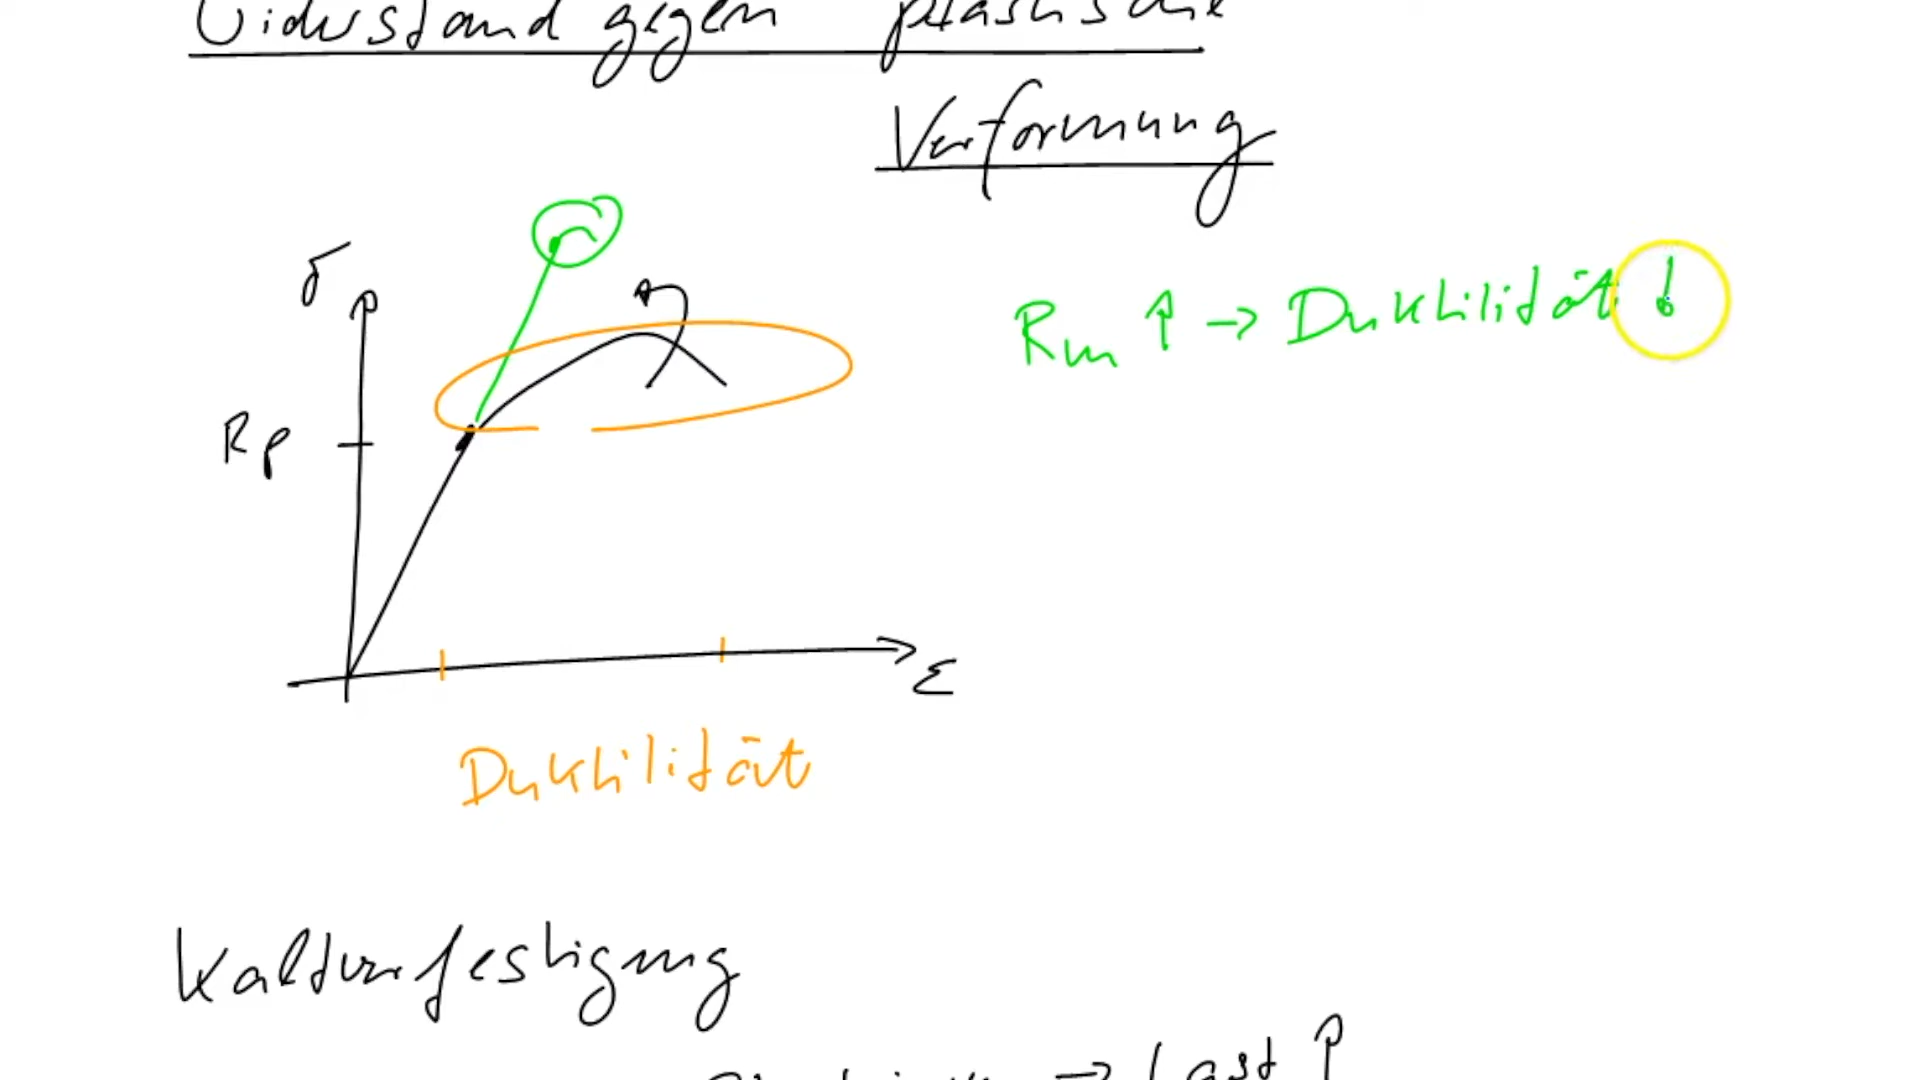 Widerstand gegen plastische
Verformung
σ
Rm ↑ → Duktilität ↓
Rp
ε
Duktilität
Kaltverfestigung
→ Last ↑